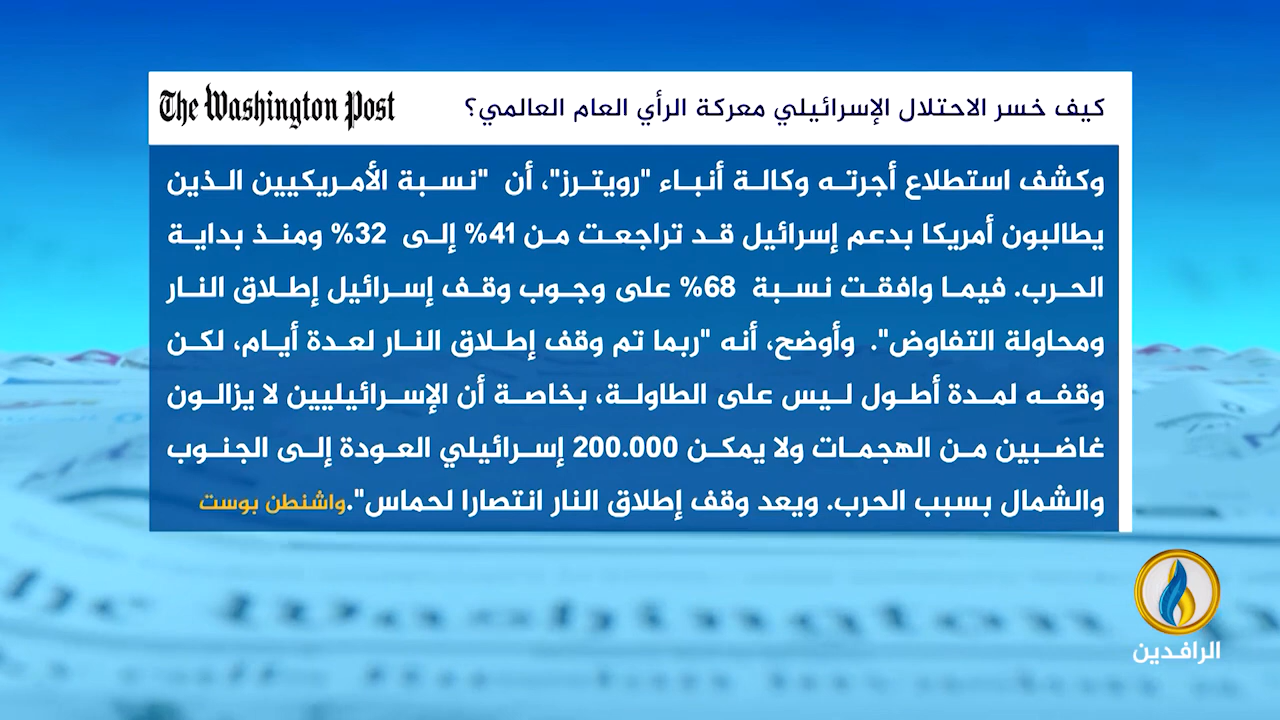 The Washington Post
كيف خسر الاحتلال الإسرائيلي معركة الرأي العام العالمي؟
وكشف استطلاع أجرته وكالة أنباء "رويترز"، أن "نسبة الأمريكيين الذين
يطالبون أمريكا بدعم إسرائيل قد تراجعت من 41% إلى 32% ومنذ بداية
الحرب. فيما وافقت نسبة 68% على وجوب وقف إسرائيل إطلاق النار
ومحاولة التفاوض". وأوضح، أنه "ربما تم وقف إطلاق النار لعدة أيام، لكن
وقفه لمدة أطول ليس على الطاولة، بخاصة أن الإسرائيليين لا يزالون
غاضبين من الهجمات ولا يمكن 200.000 إسرائيلي العودة إلى الجنوب
والشمال بسبب الحرب. ويعد وقف إطلاق النار انتصارا لحماس".واشنطن بوست
the Washington
الرافدين